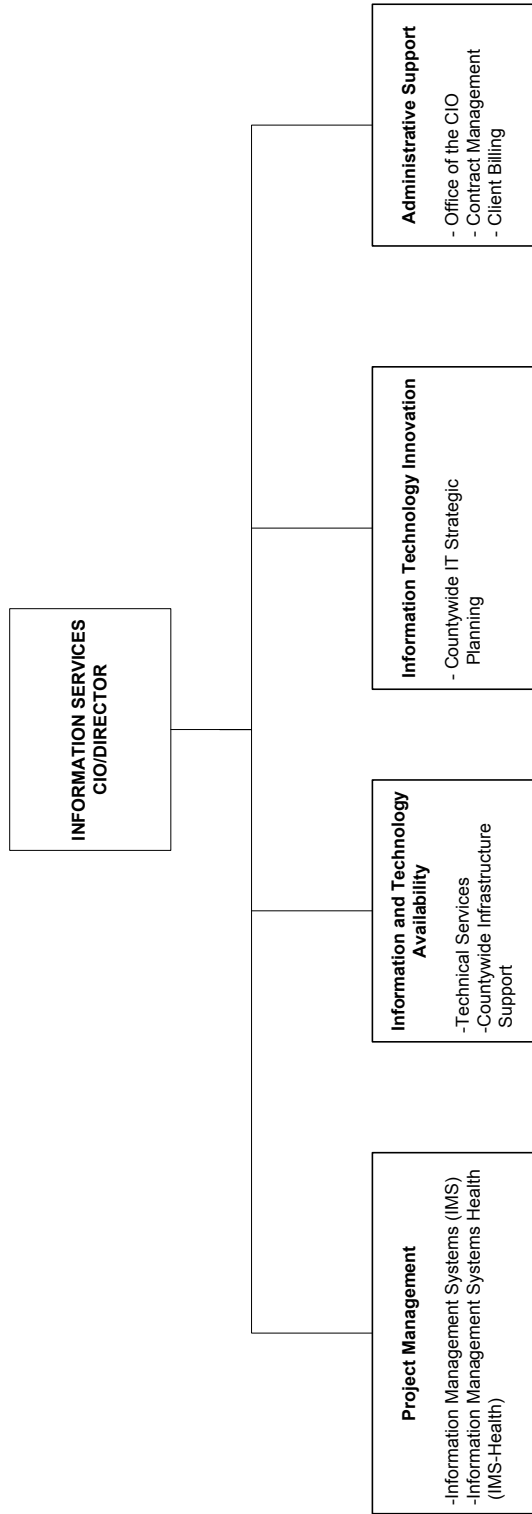 INFORMATION SERVICES
CIO/DIRECTOR
Project Management
-Information Management Systems (IMS)
-Information Management Systems Health
(IMS-Health)
Information and Technology
Availability
-Technical Services
-Countywide Infrastructure
Support
Information Technology Innovation
- Countywide IT Strategic
Planning
Administrative Support
- Office of the CIO
- Contract Management
- Client Billing